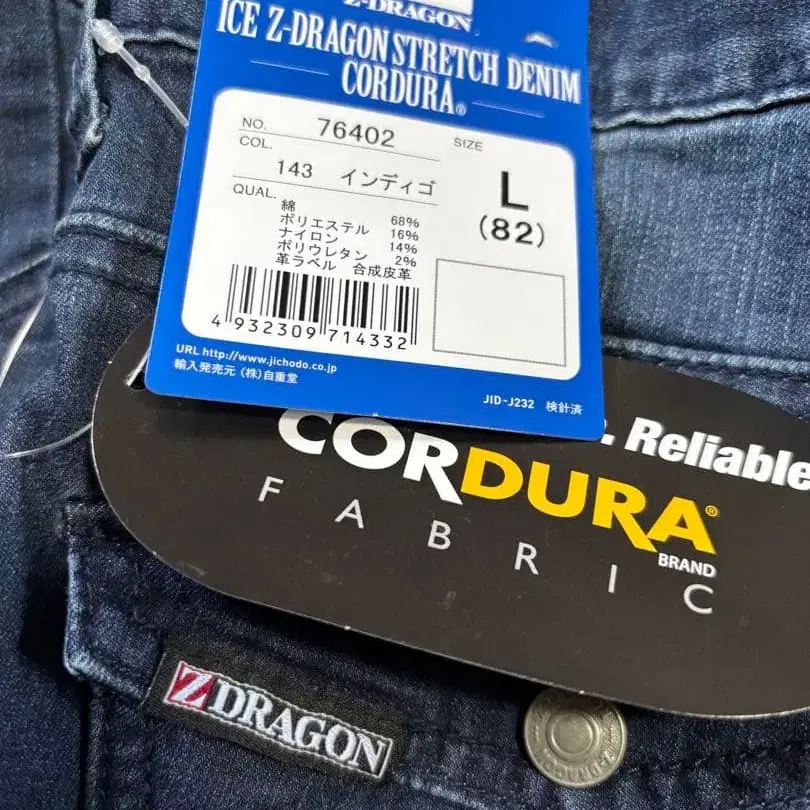 Z-DRAGON
ICE Z-DRAGON STRETCH DENIM
CORDURA®
NO. 76402
SIZE
COL.
143 インディゴ
L
(82)
QUAL.
綿 68%
ポリエステル 16%
ナイロン 14%
ポリウレタン 2%
革ラベル 合成皮革
4 932309 714332
URL http://www.jichodo.co.jp
輸入発売元 (株)自重堂
JID-J232 検針済
. Reliable
CORDURA®
BRAND
FABRIC
Z-DRAGON